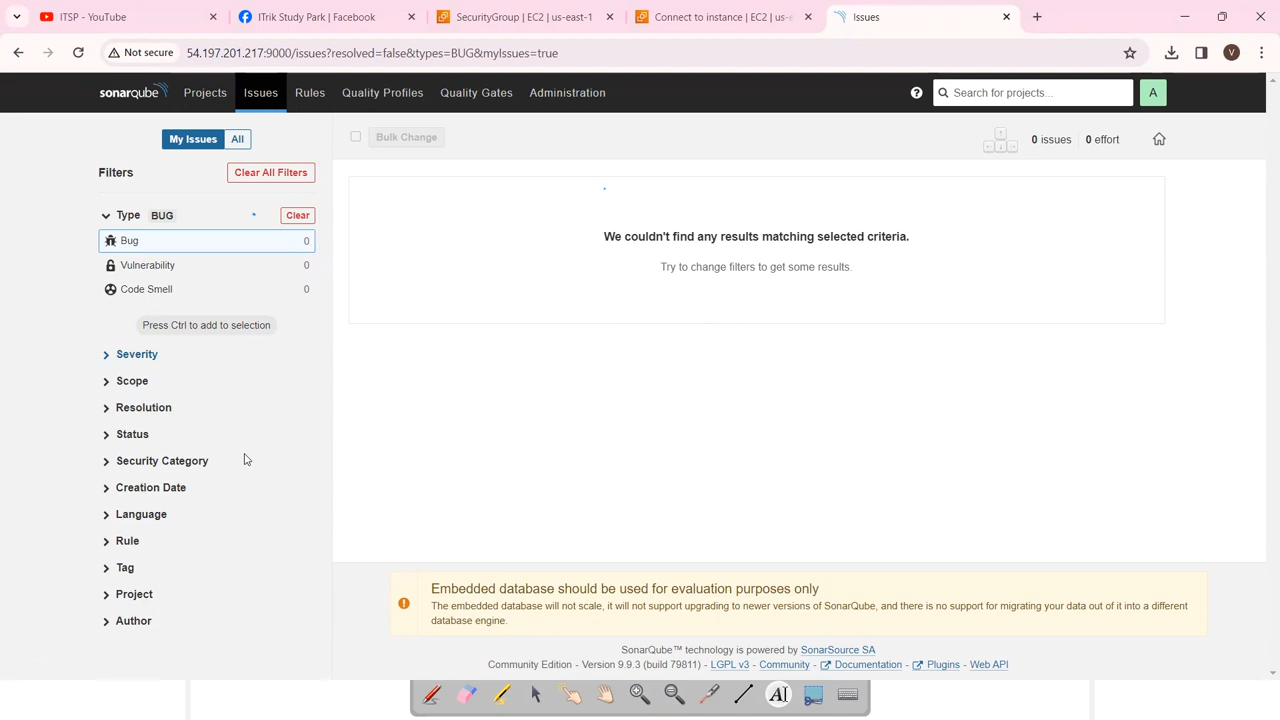 ITSP - YouTube
ITrik Study Park | Facebook
SecurityGroup | EC2 | us-east-1
Connect to instance | EC2 | us-e
Issues
Not secure
54.197.201.217:9000/issues?resolved=false&types=BUG&myIssues=true
V
sonarqube
Projects
Issues
Rules
Quality Profiles
Quality Gates
Administration
Search for projects...
A
My Issues
All
Bulk Change
0 issues
0 effort
Filters
Clear All Filters
Type
BUG
Clear
Bug
0
Vulnerability
0
Code Smell
0
Press Ctrl to add to selection
Severity
Scope
Resolution
Status
Security Category
Creation Date
Language
Rule
Tag
Project
Author
We couldn't find any results matching selected criteria.
Try to change filters to get some results.
Embedded database should be used for evaluation purposes only
The embedded database will not scale, it will not support upgrading to newer versions of SonarQube, and there is no support for migrating your data out of it into a different
database engine.
SonarQube™ technology is powered by SonarSource SA
Community Edition - Version 9.9.3 (build 79811) - LGPL v3 - Community - Documentation - Plugins - Web API
AI